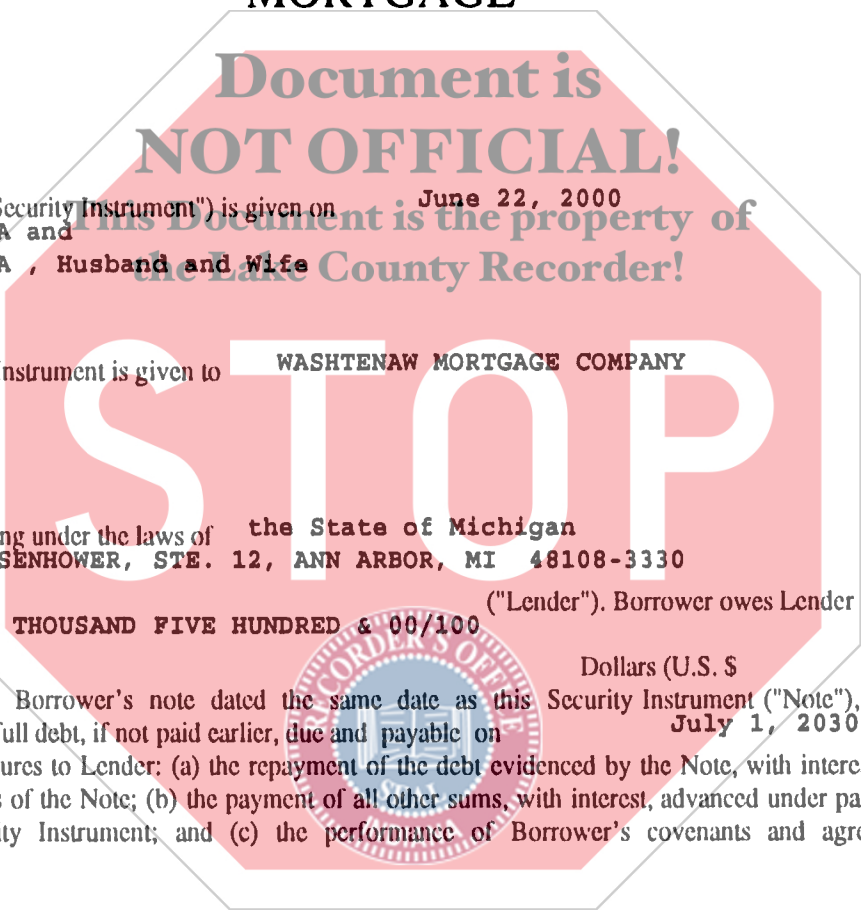 MORTGAGE
Document is
NOT OFFICIAL!
Security Instrument") is given on June 22, 2000
This Document is the property of
A and
A , Husband and Wife
the Lake County Recorder!
Instrument is given to WASHTENAW MORTGAGE COMPANY
STOP
ng under the laws of the State of Michigan
SENHOWER, STE. 12, ANN ARBOR, MI 48108-3330
("Lender"). Borrower owes Lender
THOUSAND FIVE HUNDRED & 00/100
Dollars (U.S. $
RECORDER'S OFFICE
Borrower's note dated the same date as this Security Instrument ("Note"),
full debt, if not paid earlier, due and payable on July 1, 2030
ures to Lender: (a) the repayment of the debt evidenced by the Note, with intere
s of the Note; (b) the payment of all other sums, with interest, advanced under pa
SEAL
ity Instrument; and (c) the performance of Borrower's covenants and agre
INDIANA